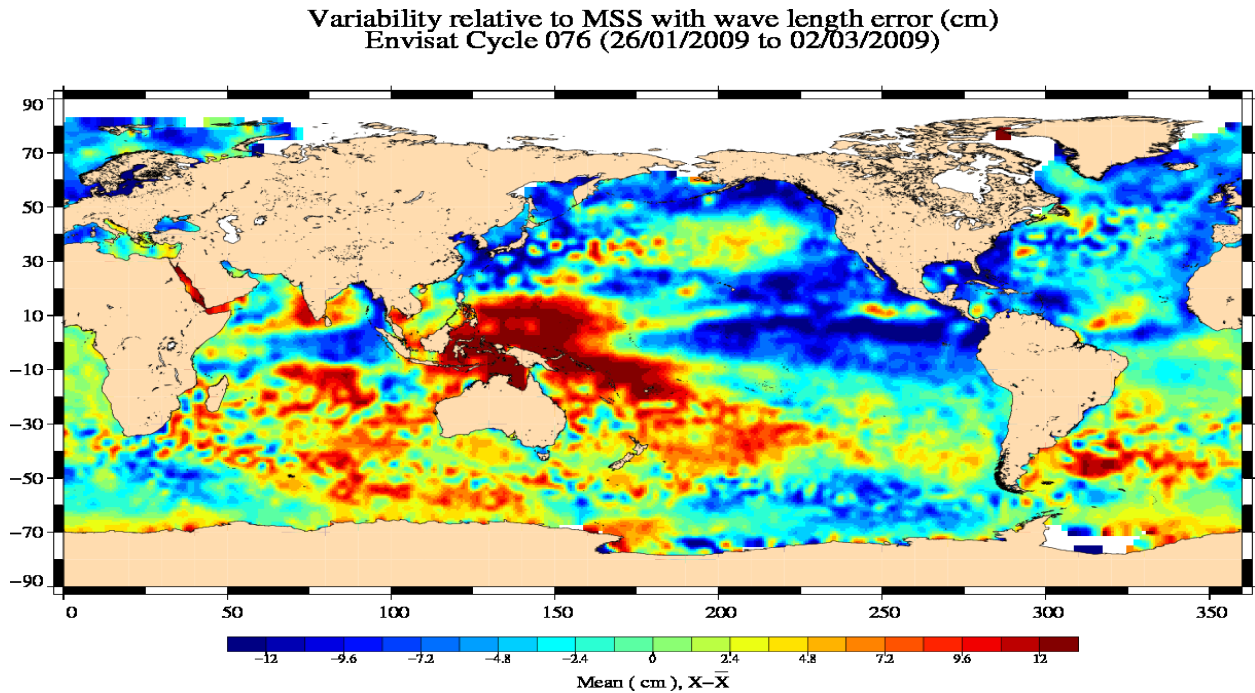 Variability relative to MSS with wave length error (cm)
Envisat Cycle 076 (26/01/2009 to 02/03/2009)
90
70
50
30
10
−10
−30
−50
−70
−90
0 50 100 150 200 250 300 350
−12 −9.6 −7.2 −4.8 −2.4 0 2.4 4.8 7.2 9.6 12
Mean ( cm ), X−X̅